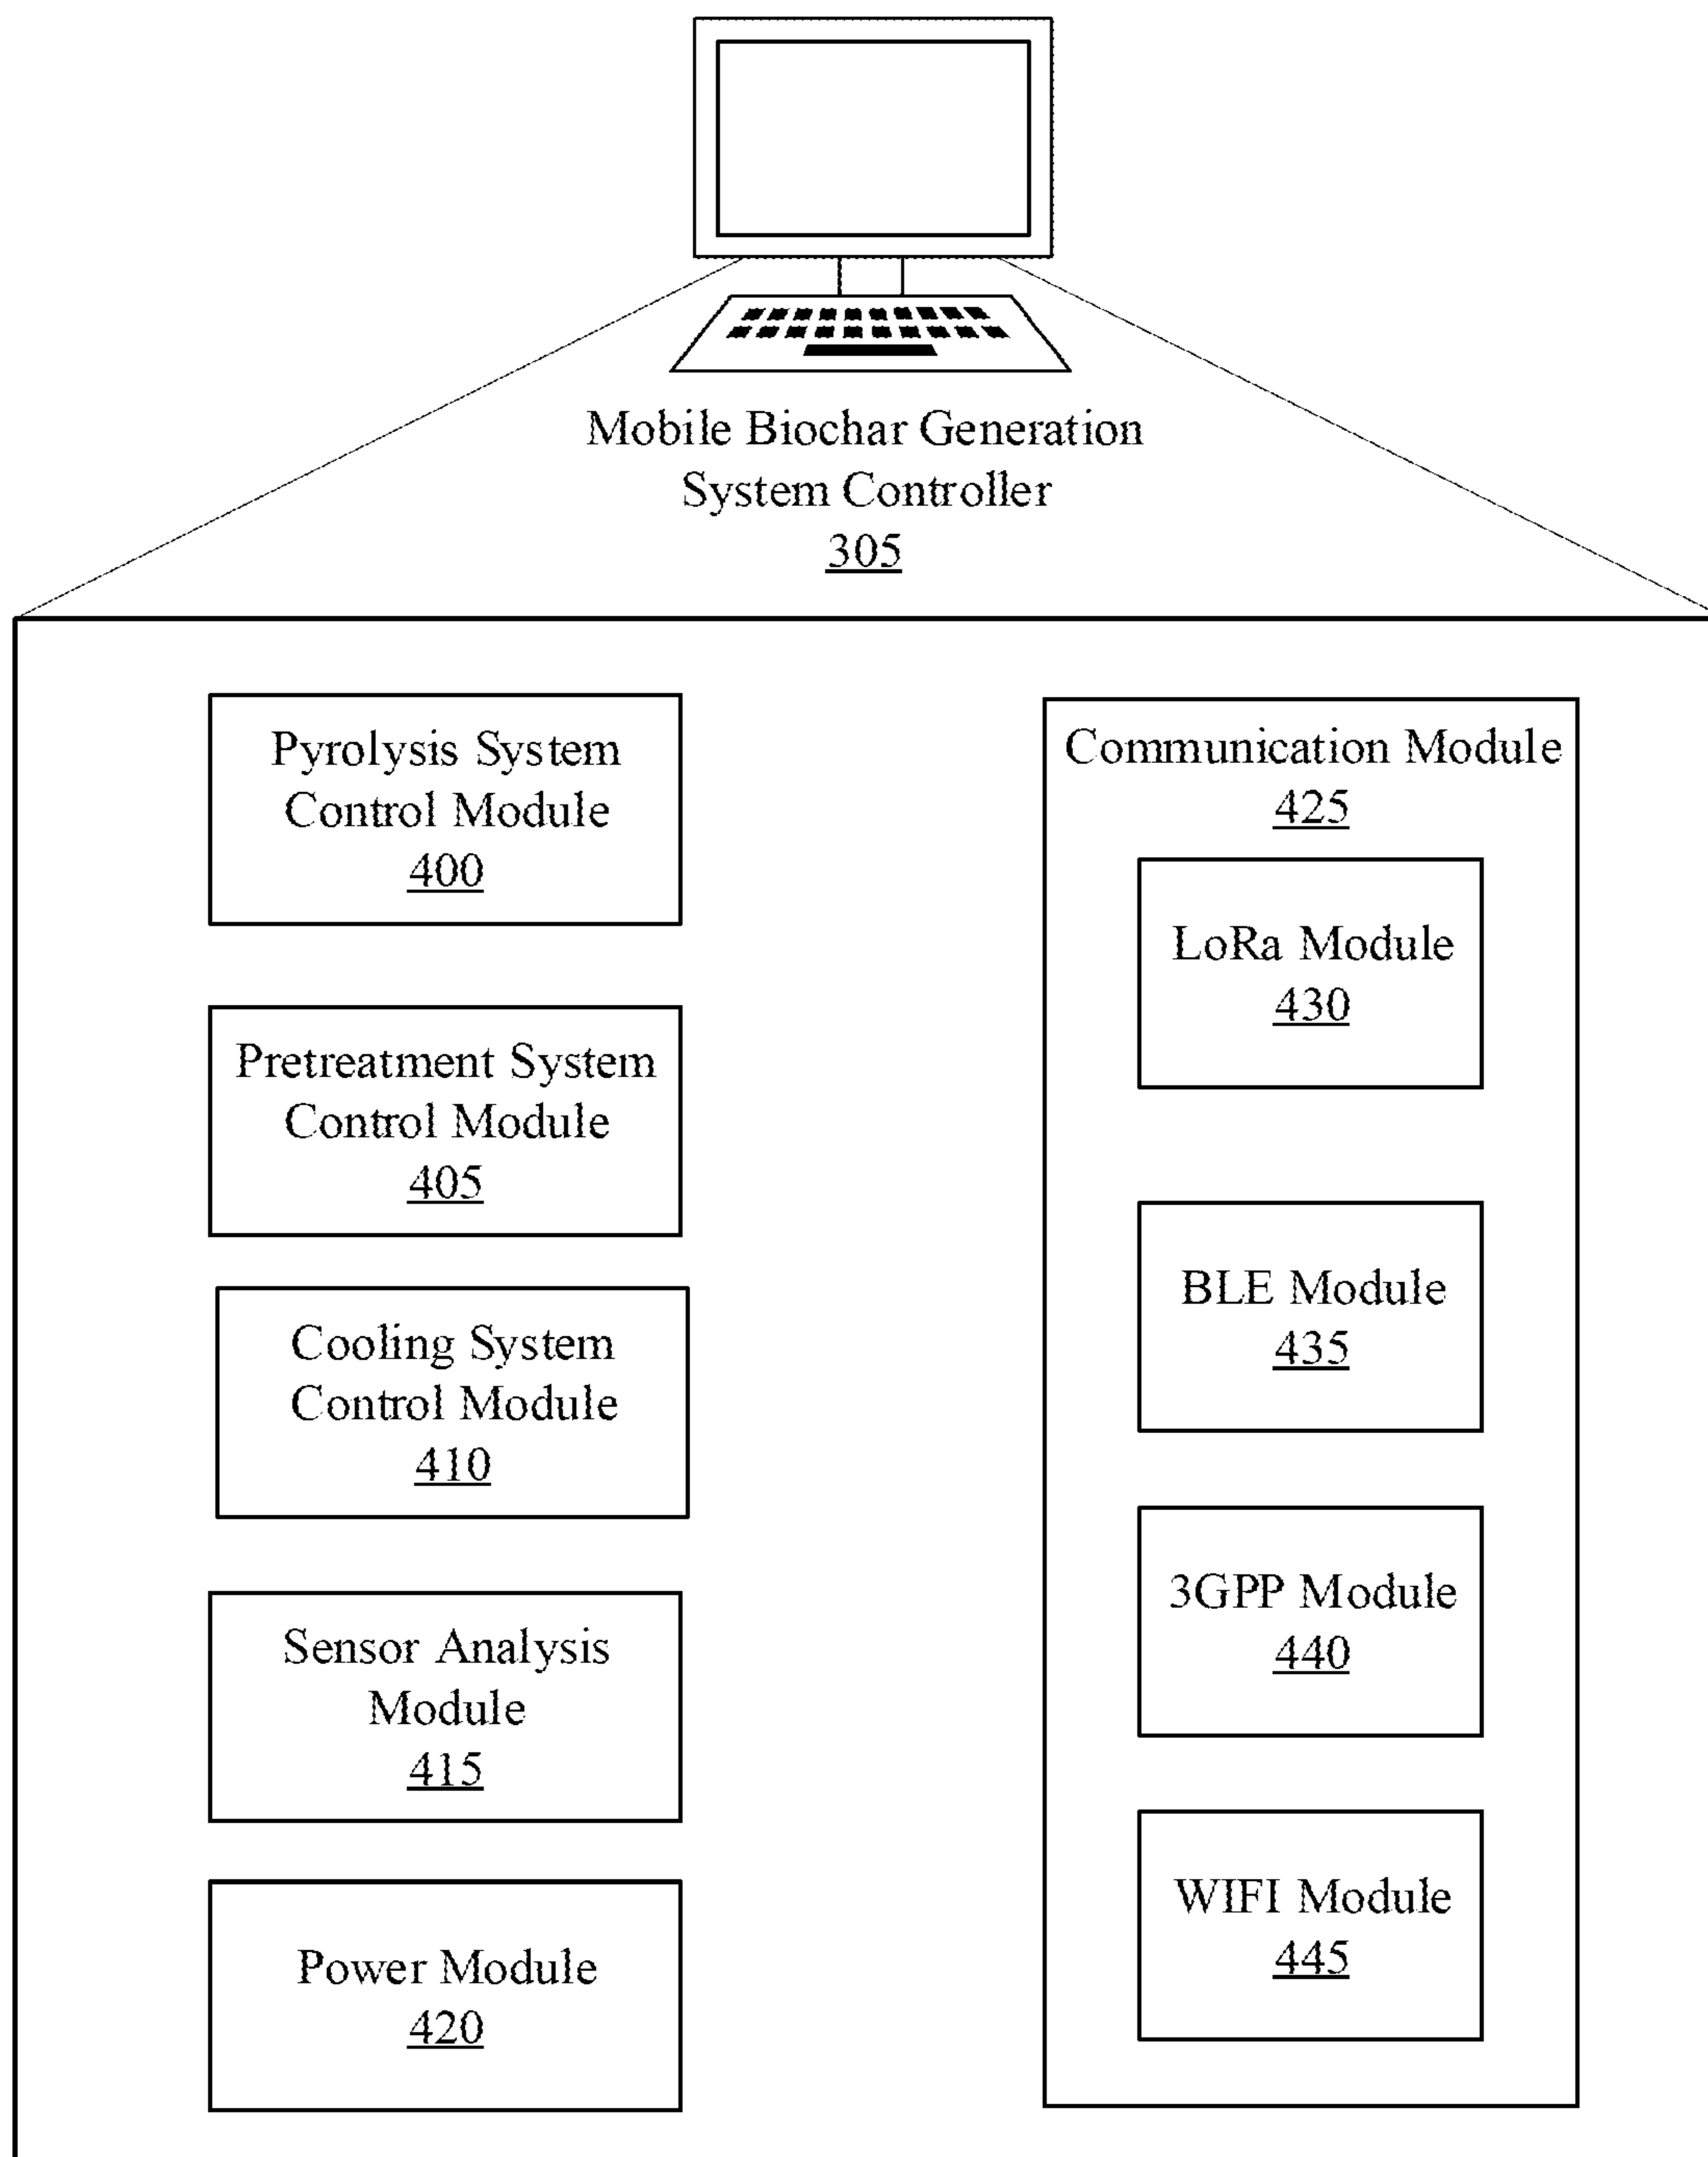 Mobile Biochar Generation
System Controller
305
Pyrolysis System
Control Module
400
Pretreatment System
Control Module
405
Cooling System
Control Module
410
Sensor Analysis
Module
415
Power Module
420
Communication Module
425
LoRa Module
430
BLE Module
435
3GPP Module
440
WIFI Module
445